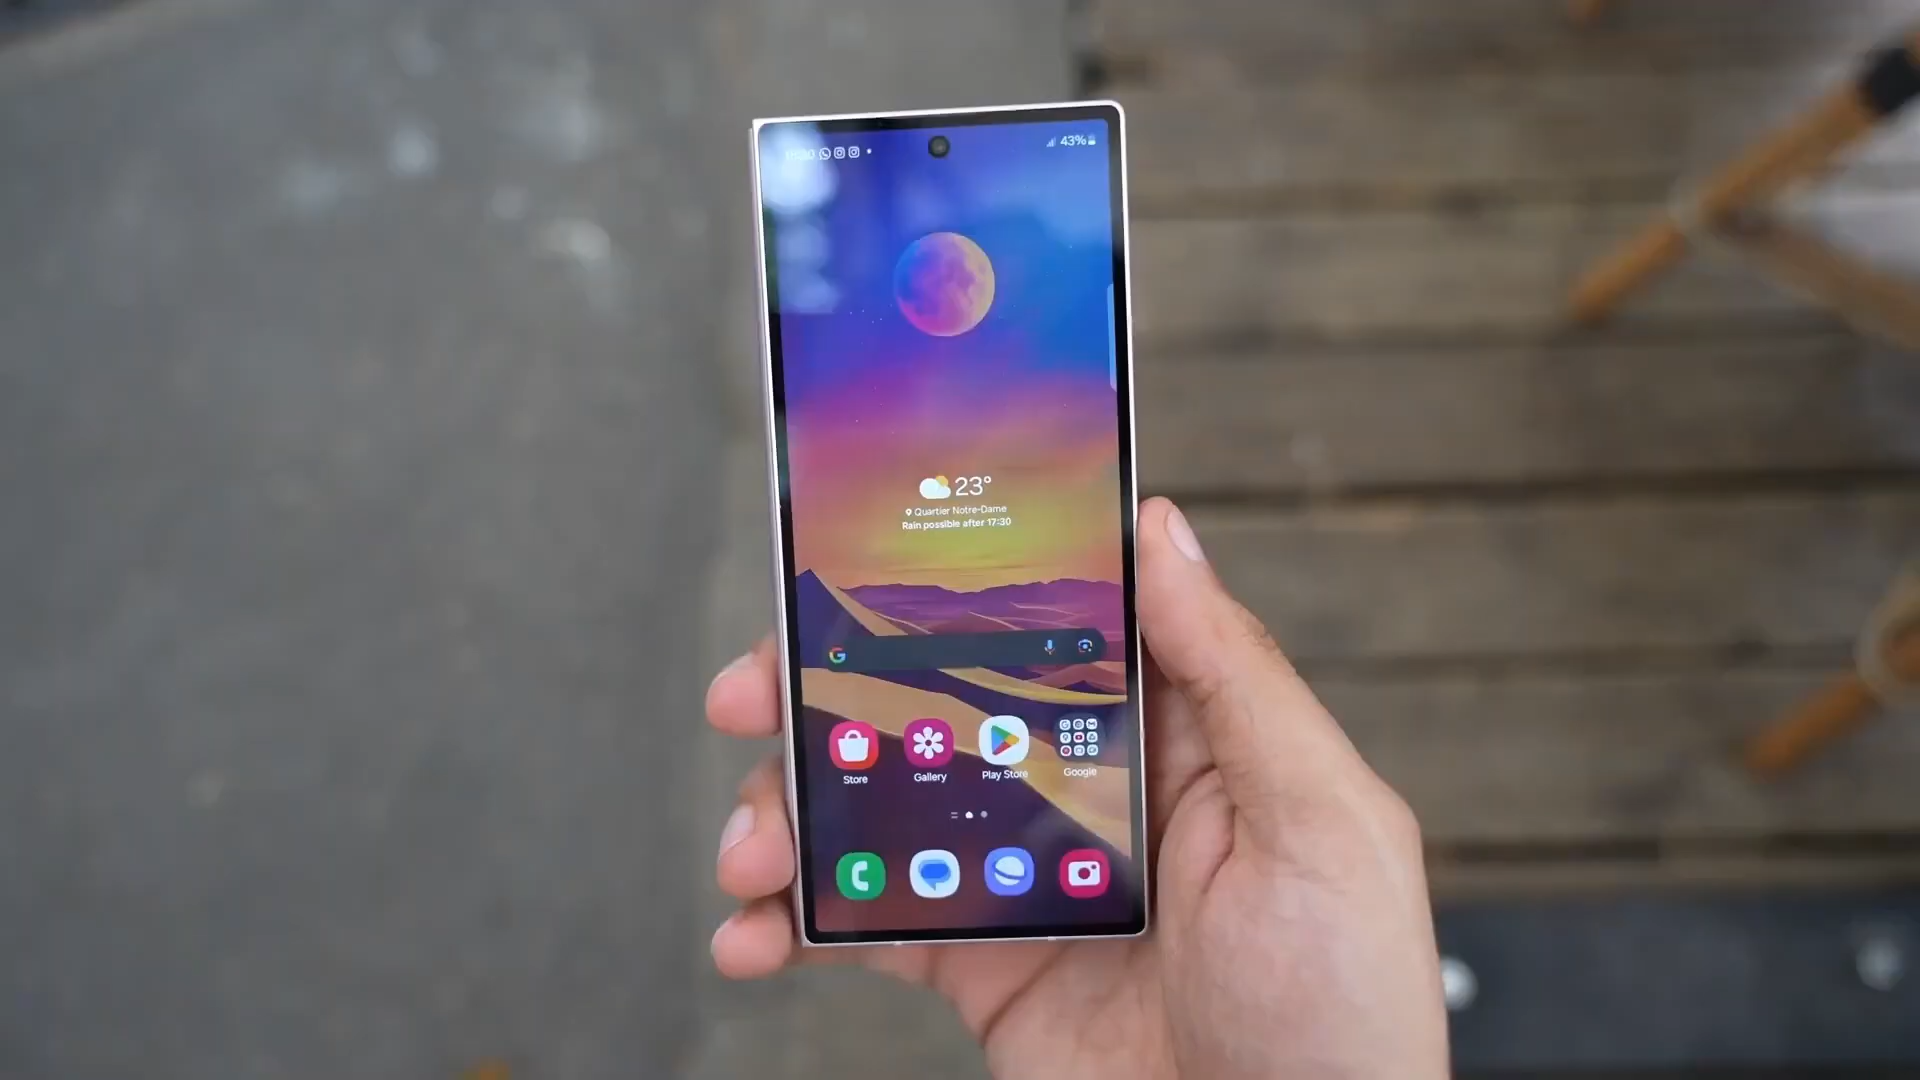 43%
23°
Quartier Notre-Dame
Rain possible after 17:30
G
Store
Gallery
Play Store
Google